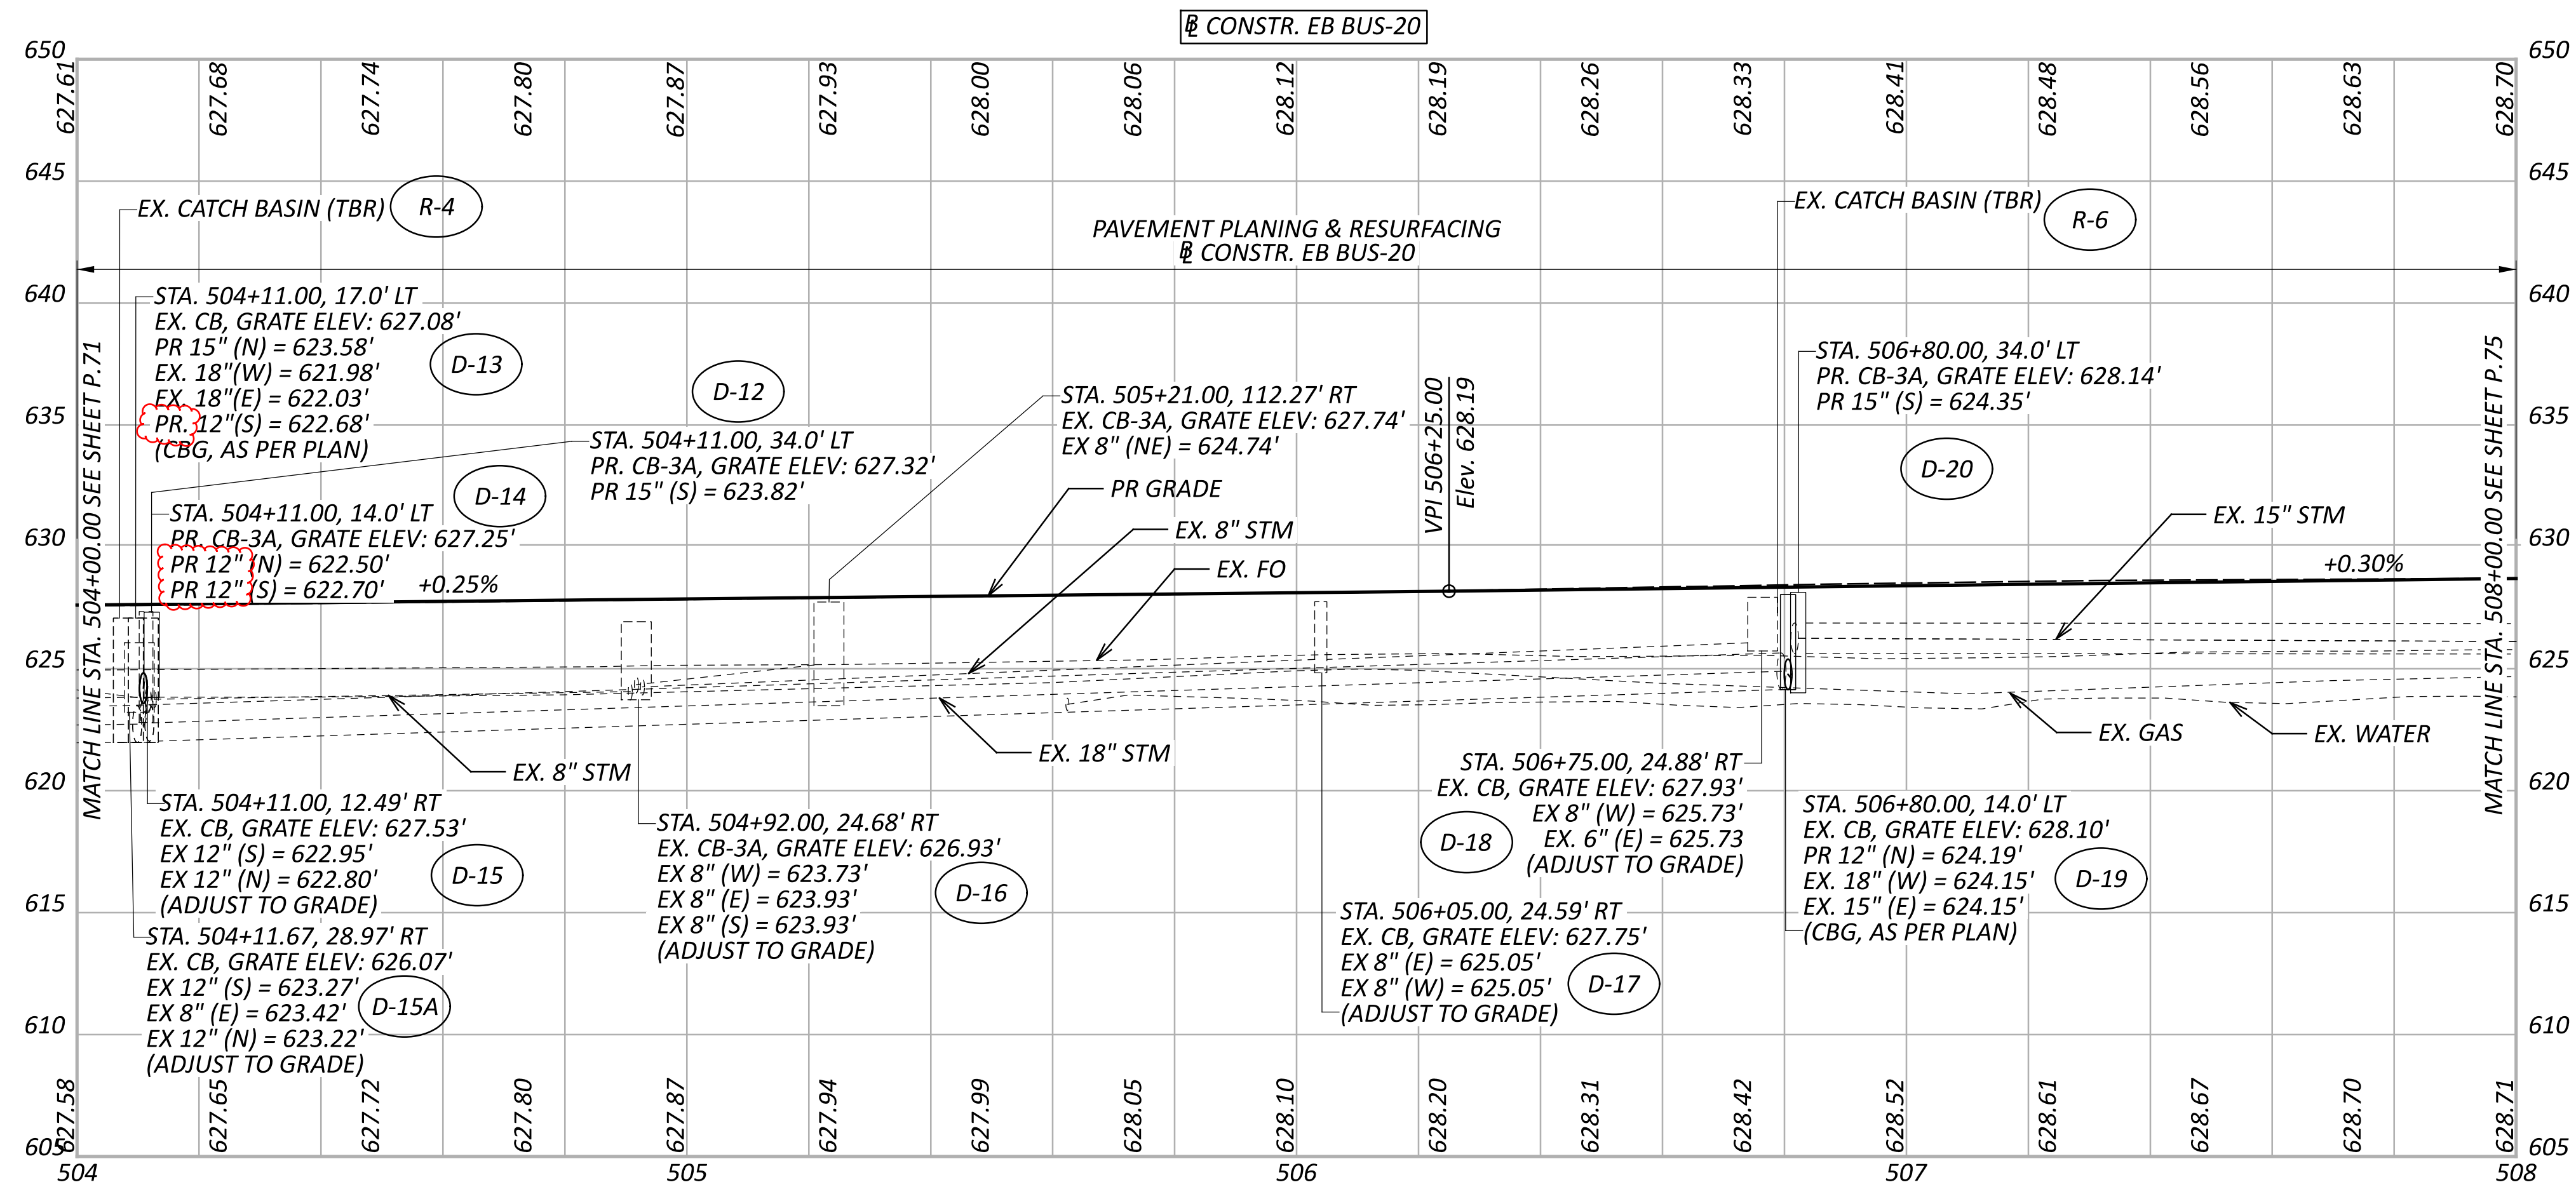 BL CONSTR. EB BUS-20
650
650
627.61
627.68
627.74
627.80
627.87
627.93
628.00
628.06
628.12
628.19
628.26
628.33
628.41
628.48
628.56
628.63
628.70
645
645
EX. CATCH BASIN (TBR)
R-4
EX. CATCH BASIN (TBR)
R-6
PAVEMENT PLANING & RESURFACING
BL CONSTR. EB BUS-20
640
640
STA. 504+11.00, 17.0' LT
EX. CB, GRATE ELEV: 627.08'
PR 15" (N) = 623.58'
EX. 18"(W) = 621.98'
EX. 18"(E) = 622.03'
PR. 12"(S) = 622.68'
(CBG, AS PER PLAN)
D-13
D-12
STA. 504+11.00, 34.0' LT
PR. CB-3A, GRATE ELEV: 627.32'
PR 15" (S) = 623.82'
STA. 505+21.00, 112.27' RT
EX. CB-3A, GRATE ELEV: 627.74'
EX 8" (NE) = 624.74'
VPI 506+25.00
Elev. 628.19
STA. 506+80.00, 34.0' LT
PR. CB-3A, GRATE ELEV: 628.14'
PR 15" (S) = 624.35'
D-20
635
635
MATCH LINE STA. 504+00.00 SEE SHEET P.71
MATCH LINE STA. 508+00.00 SEE SHEET P.75
D-14
STA. 504+11.00, 14.0' LT
PR. CB-3A, GRATE ELEV: 627.25'
PR 12" (N) = 622.50'
PR 12" (S) = 622.70'
PR GRADE
EX. 8" STM
EX. FO
EX. 15" STM
630
630
+0.25%
+0.30%
625
625
EX. 8" STM
EX. 18" STM
EX. GAS
EX. WATER
620
620
STA. 504+11.00, 12.49' RT
EX. CB, GRATE ELEV: 627.53'
EX 12" (S) = 622.95'
EX 12" (N) = 622.80'
(ADJUST TO GRADE)
D-15
STA. 504+92.00, 24.68' RT
EX. CB-3A, GRATE ELEV: 626.93'
EX 8" (W) = 623.73'
EX 8" (E) = 623.93'
EX 8" (S) = 623.93'
(ADJUST TO GRADE)
D-16
STA. 506+75.00, 24.88' RT
EX. CB, GRATE ELEV: 627.93'
EX 8" (W) = 625.73'
EX. 6" (E) = 625.73
(ADJUST TO GRADE)
D-18
STA. 506+80.00, 14.0' LT
EX. CB, GRATE ELEV: 628.10'
PR 12" (N) = 624.19'
EX. 18" (W) = 624.15'
EX. 15" (E) = 624.15'
(CBG, AS PER PLAN)
D-19
615
615
STA. 504+11.67, 28.97' RT
EX. CB, GRATE ELEV: 626.07'
EX 12" (S) = 623.27'
EX 8" (E) = 623.42'
EX 12" (N) = 623.22'
(ADJUST TO GRADE)
D-15A
STA. 506+05.00, 24.59' RT
EX. CB, GRATE ELEV: 627.75'
EX 8" (E) = 625.05'
EX 8" (W) = 625.05'
(ADJUST TO GRADE)
D-17
610
610
627.58
627.65
627.72
627.80
627.87
627.94
627.99
628.05
628.10
628.20
628.31
628.42
628.52
628.61
628.67
628.70
628.71
605
605
504
505
506
507
508